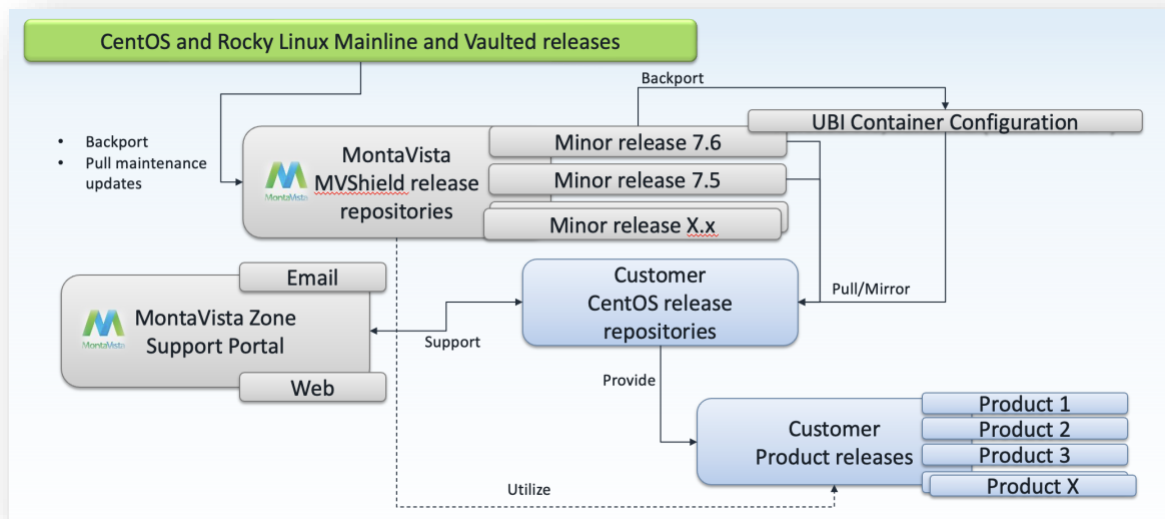 CentOS and Rocky Linux Mainline and Vaulted releases
Backport
UBI Container Configuration
• Backport
• Pull maintenance
updates
MontaVista
MontaVista
MVShield release
repositories
Minor release 7.6
Minor release 7.5
Minor release X.x
Email
MontaVista
MontaVista Zone
Support Portal
Web
Support
Customer
CentOS release
repositories
Pull/Mirror
Provide
Customer
Product releases
Product 1
Product 2
Product 3
Product X
Utilize